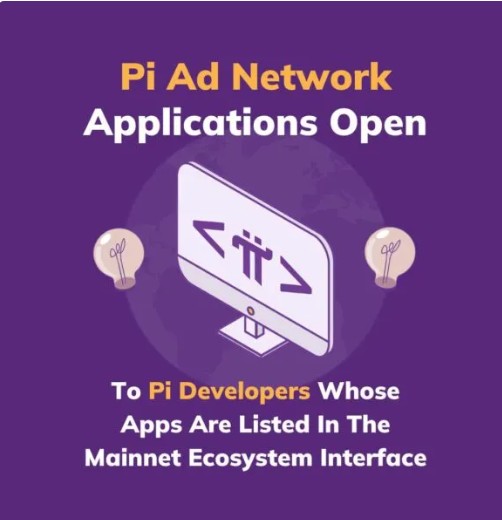 Pi Ad Network
Applications Open
< π >
To Pi Developers Whose
Apps Are Listed In The
Mainnet Ecosystem Interface